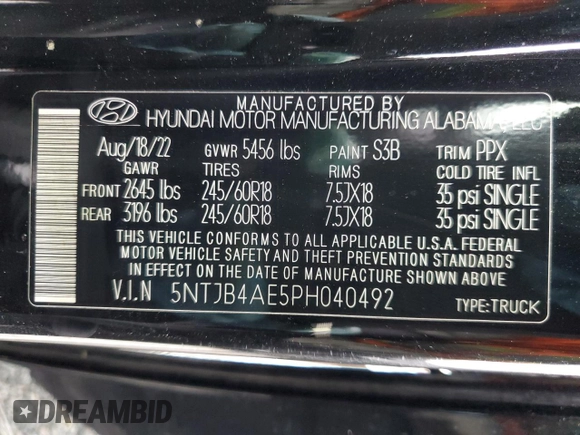 MANUFACTURED BY
HYUNDAI MOTOR MANUFACTURING ALABAMA LLC
Aug/18/22 GVWR 5456 lbs PAINT S3B TRIM PPX
GAWR TIRES RIMS COLD TIRE INFL
FRONT 2645 lbs 245/60R18 7.5JX18 35 psi SINGLE
REAR 3196 lbs 245/60R18 7.5JX18 35 psi SINGLE
THIS VEHICLE CONFORMS TO ALL APPLICABLE U.S.A. FEDERAL
MOTOR VEHICLE SAFETY AND THEFT PREVENTION STANDARDS
IN EFFECT ON THE DATE OF MANUFACTURE SHOWN ABOVE.
V.I.N 5NTJB4AE5PH040492 TYPE:TRUCK
DREAMBID